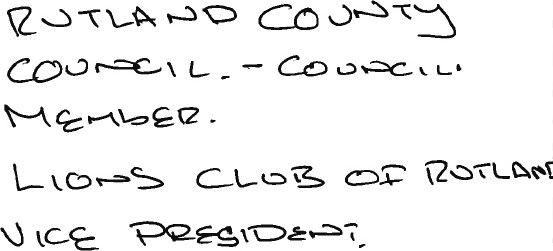 RUTLAND COUNTY
COUNCIL. - COUNCIL.
MEMBER.
LIONS CLUB OF RUTLAND
VICE PRESIDENT.